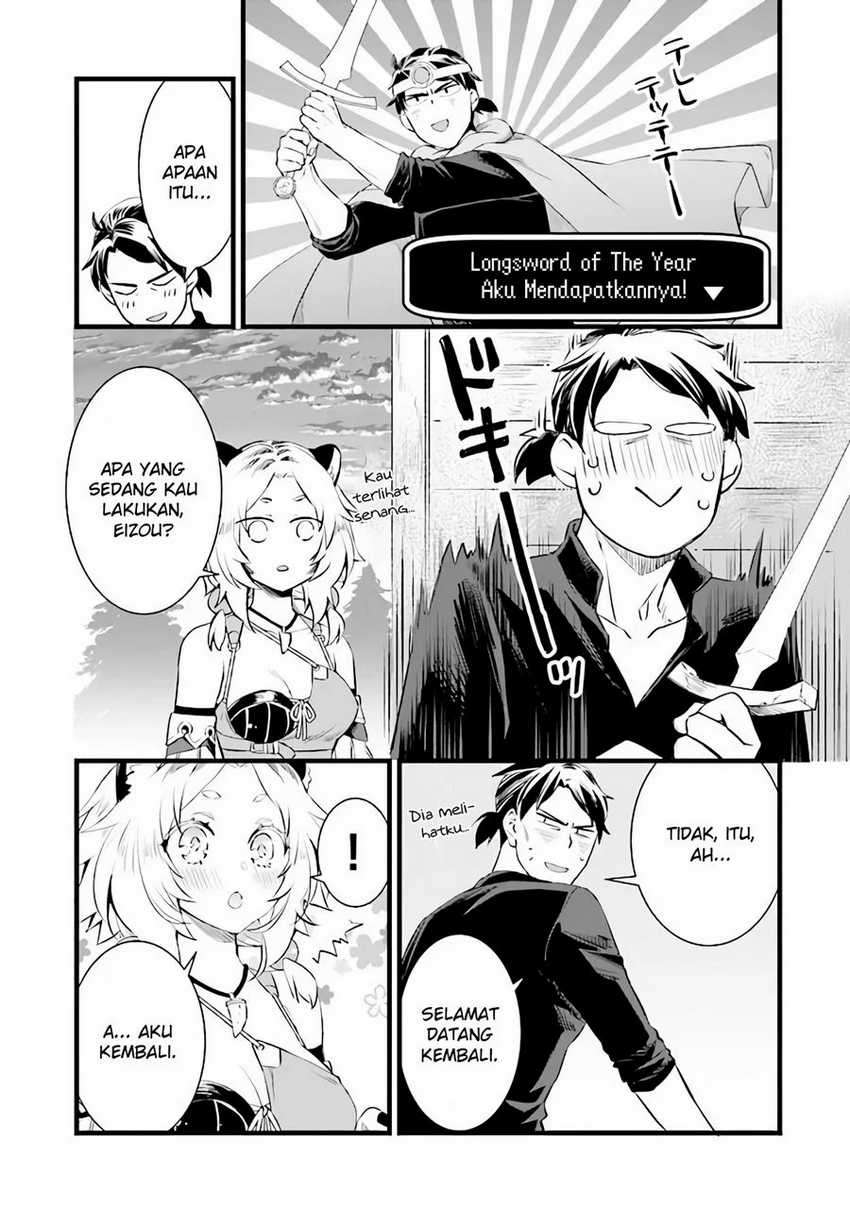 テレレ
テッテテー
Longsword of The Year
Aku Mendapatkannya!
APA
APAAN
ITU...
ドキーッ
Kau
terlihat
senang...
APA YANG
SEDANG KAU
LAKUKAN,
EIZOU?
TIDAK, ITU,
AH...
Dia meli-
hatku..
SELAMAT
DATANG
KEMBALI.
!
A... AKU
KEMBALI.